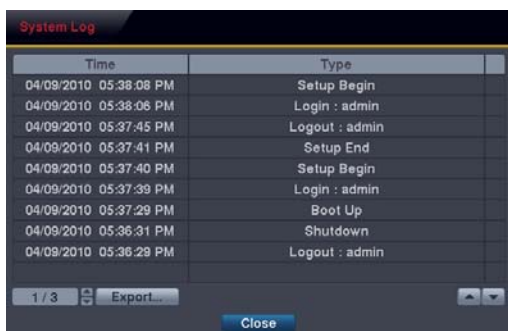 System Log
Time Type
04/09/2010 05:38:08 PM Setup Begin
04/09/2010 05:38:06 PM Login : admin
04/09/2010 05:37:45 PM Logout : admin
04/09/2010 05:37:41 PM Setup End
04/09/2010 05:37:40 PM Setup Begin
04/09/2010 05:37:39 PM Login : admin
04/09/2010 05:37:29 PM Boot Up
04/09/2010 05:36:31 PM Shutdown
04/09/2010 05:36:29 PM Logout : admin
1 / 3 Export...
Close